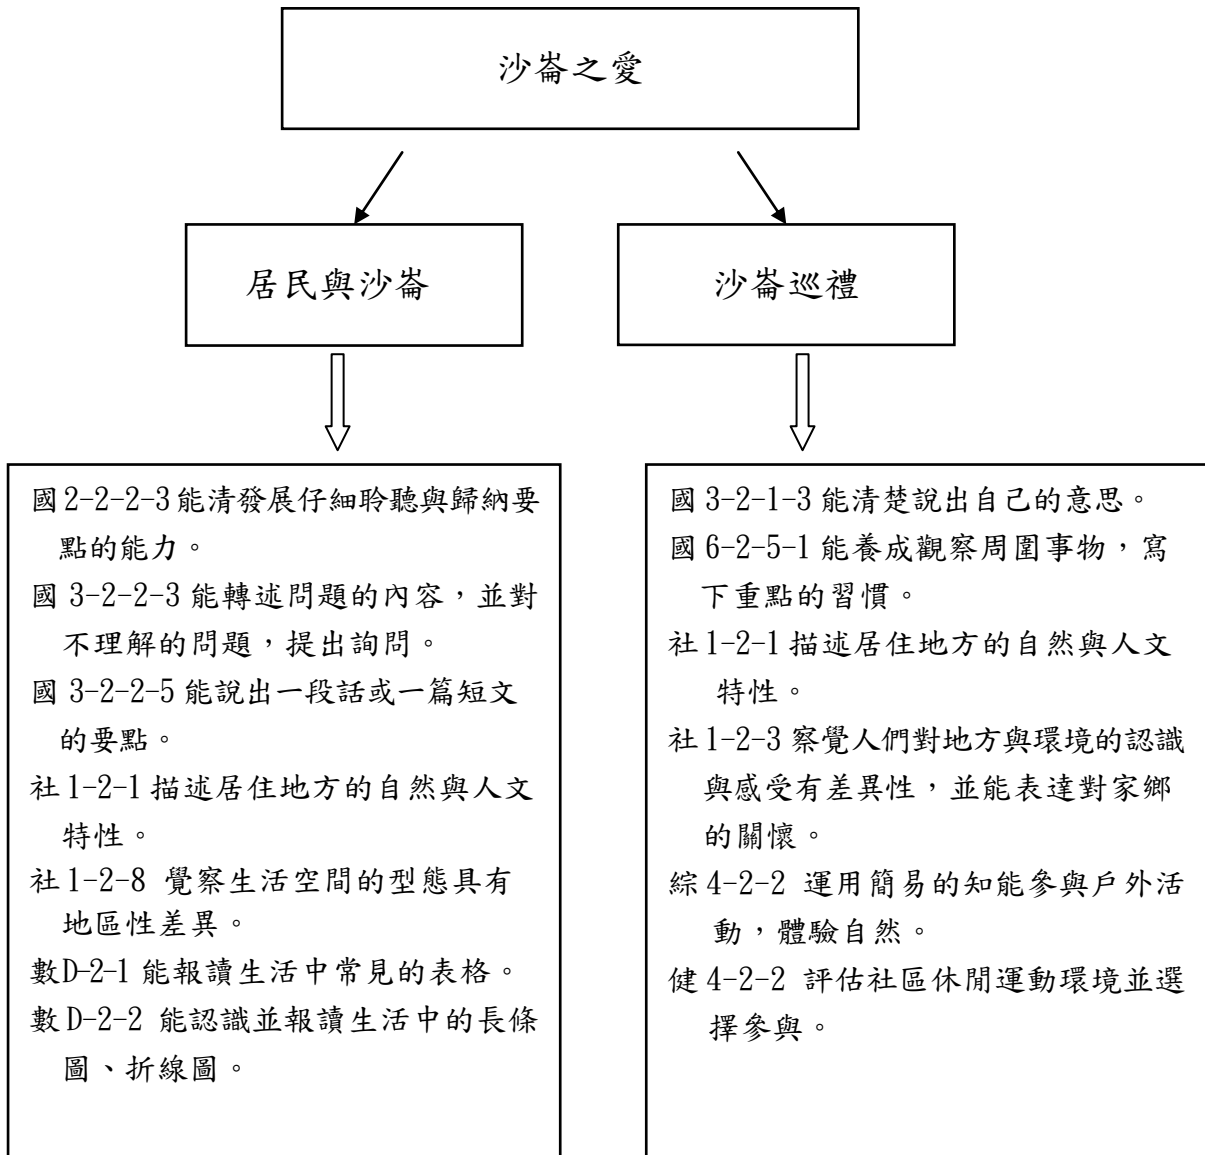 沙崙之愛
居民與沙崙
沙崙巡禮
國2-2-2-3能清發展仔細聆聽與歸納要
點的能力。
國 3-2-2-3 能轉述問題的內容，並對
不理解的問題，提出詢問。
國 3-2-2-5 能說出一段話或一篇短文
的要點。
社1-2-1描述居住地方的自然與人文
特性。
社1-2-8 覺察生活空間的型態具有
地區性差異。
數D-2-1 能報讀生活中常見的表格。
數D-2-2 能認識並報讀生活中的長條
圖、折線圖。
國 3-2-1-3能清楚說出自己的意思。
國 6-2-5-1 能養成觀察周圍事物，寫
下重點的習慣。
社1-2-1描述居住地方的自然與人文
特性。
社1-2-3 察覺人們對地方與環境的認識
與感受有差異性，並能表達對家鄉
的關懷。
綜 4-2-2 運用簡易的知能參與戶外活
動，體驗自然。
健 4-2-2 評估社區休閒運動環境並選
擇參與。